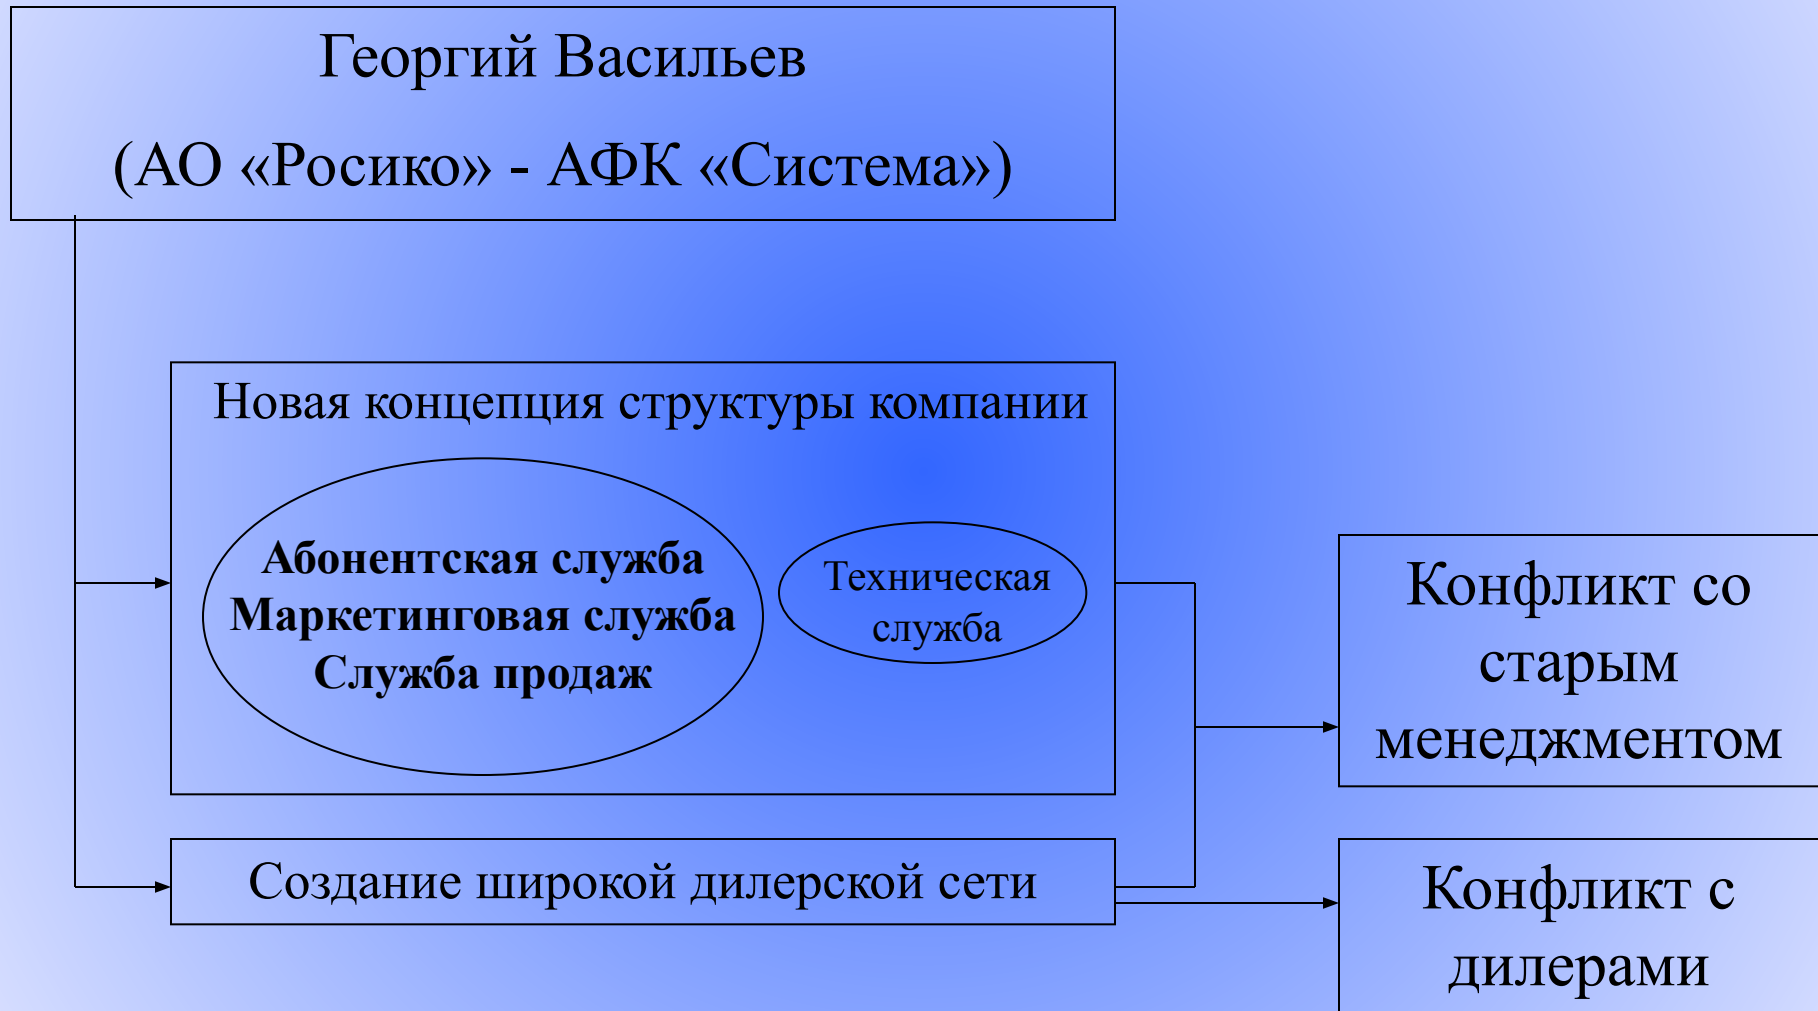 Георгий Васильев
(АО «Росико» - АФК «Система»)
Новая концепция структуры компании
Абонентская служба
Маркетинговая служба
Служба продаж
Техническая
служба
Конфликт со
старым
менеджментом
Создание широкой дилерской сети
Конфликт с
дилерами